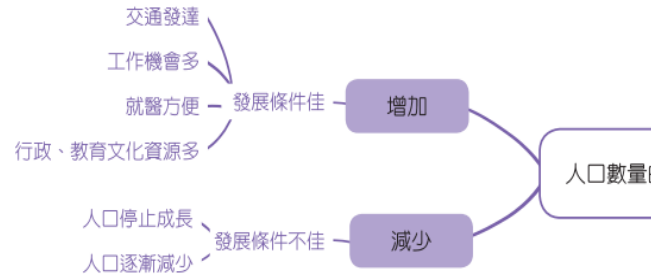 交通發達
工作機會多
就醫方便
行政、教育文化資源多
發展條件佳
增加
人口數量
人口停止成長
人口逐漸減少
發展條件不佳
減少